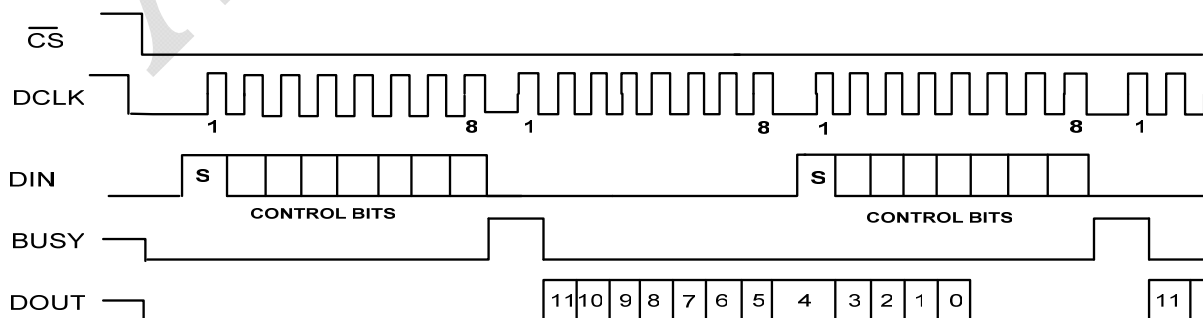 CS
DCLK
1 8 1 8 1 8 1
DIN
S S
CONTROL BITS CONTROL BITS
BUSY
DOUT
11 10 9 8 7 6 5 4 3 2 1 0 11